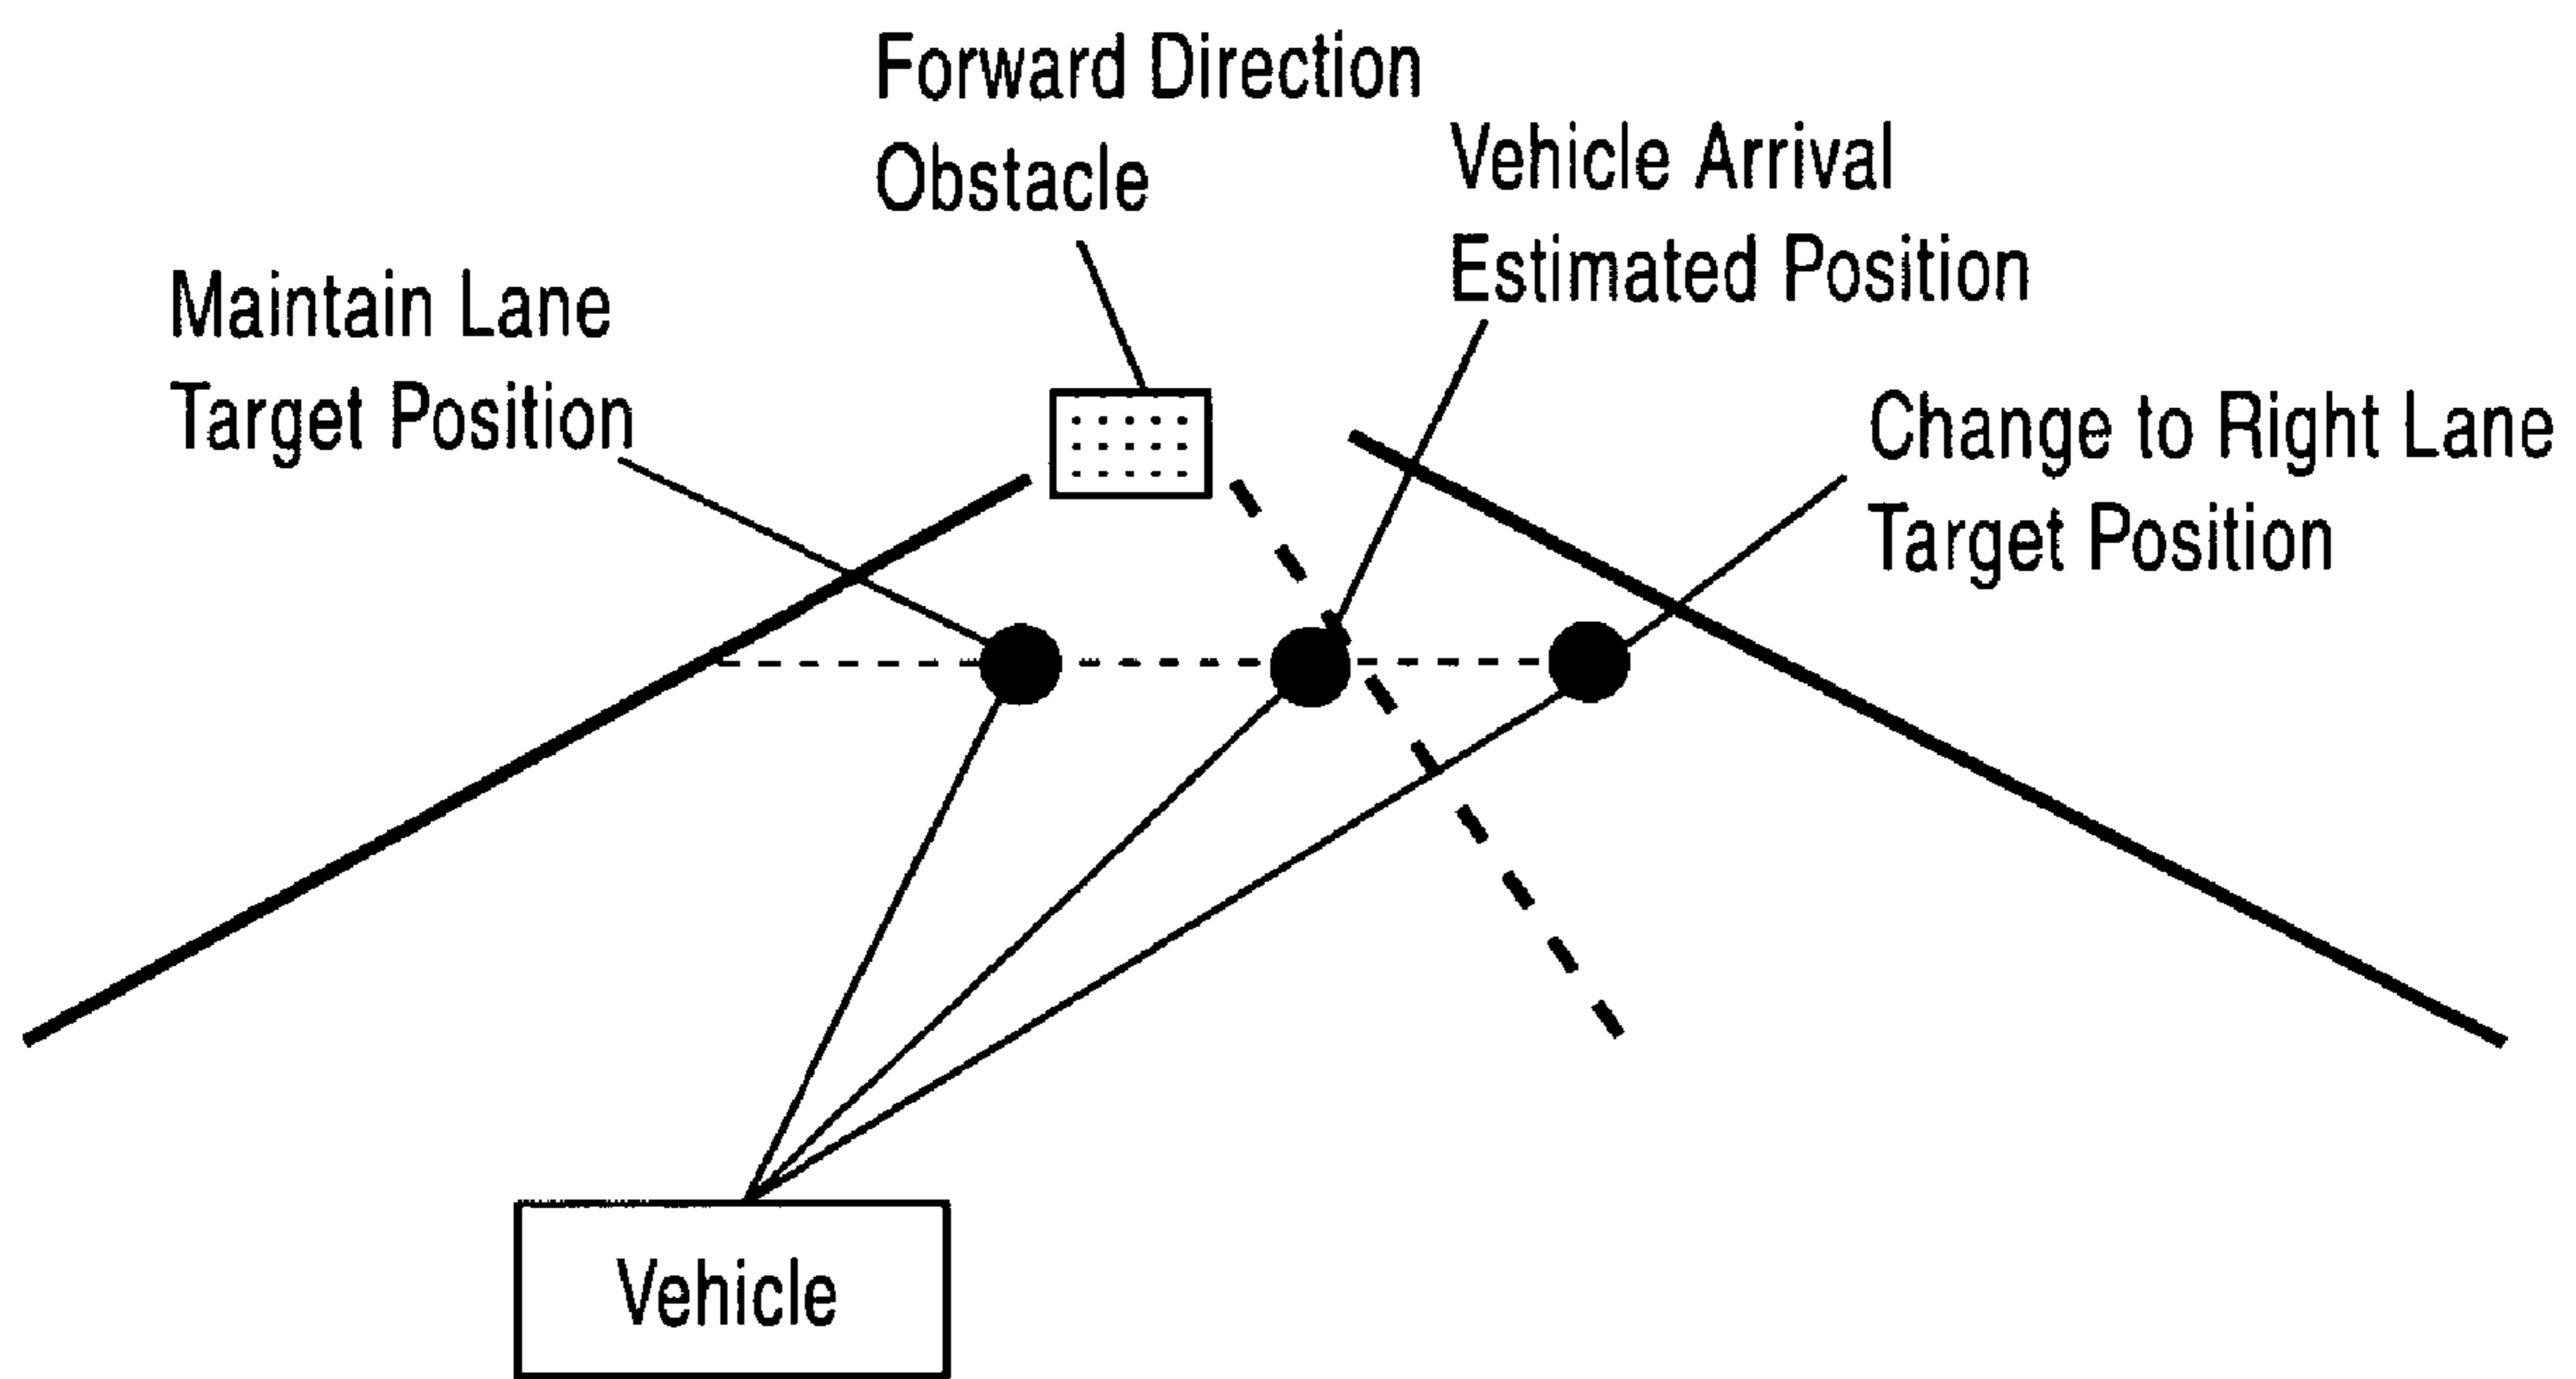 Forward Direction
Obstacle
Vehicle Arrival
Estimated Position
Maintain Lane
Target Position
Change to Right Lane
Target Position
Vehicle